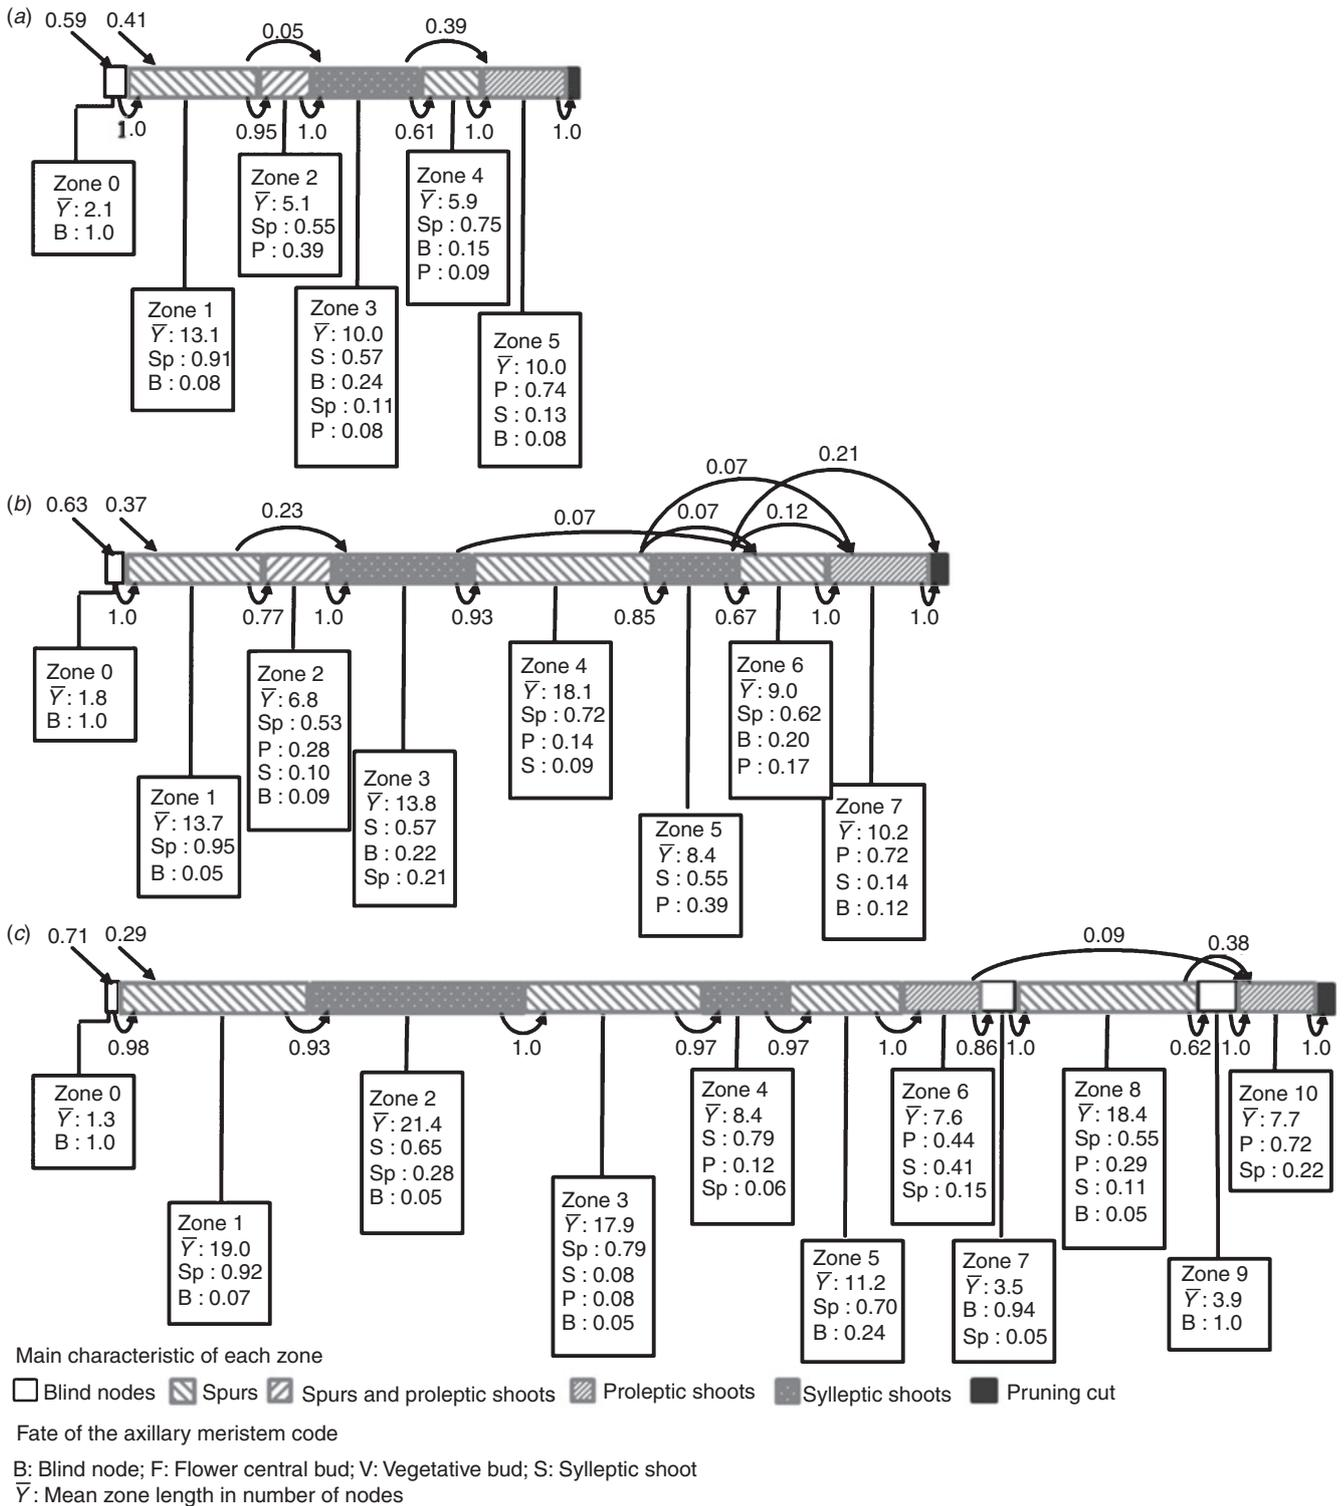 (a) 0.59 0.41 0.05 0.39
1.0 0.95 1.0 0.61 1.0 1.0
Zone 0
Y̅ : 2.1
B : 1.0
Zone 1
Y̅ : 13.1
Sp : 0.91
B : 0.08
Zone 2
Y̅ : 5.1
Sp : 0.55
P : 0.39
Zone 3
Y̅ : 10.0
S : 0.57
B : 0.24
Sp : 0.11
P : 0.08
Zone 4
Y̅ : 5.9
Sp : 0.75
B : 0.15
P : 0.09
Zone 5
Y̅ : 10.0
P : 0.74
S : 0.13
B : 0.08
(b) 0.63 0.37 0.23 0.07 0.07 0.07 0.12 0.21
1.0 0.77 1.0 0.93 0.85 0.67 1.0 1.0
Zone 0
Y̅ : 1.8
B : 1.0
Zone 1
Y̅ : 13.7
Sp : 0.95
B : 0.05
Zone 2
Y̅ : 6.8
Sp : 0.53
P : 0.28
S : 0.10
B : 0.09
Zone 3
Y̅ : 13.8
S : 0.57
B : 0.22
Sp : 0.21
Zone 4
Y̅ : 18.1
Sp : 0.72
P : 0.14
S : 0.09
Zone 5
Y̅ : 8.4
S : 0.55
P : 0.39
Zone 6
Y̅ : 9.0
Sp : 0.62
B : 0.20
P : 0.17
Zone 7
Y̅ : 10.2
P : 0.72
S : 0.14
B : 0.12
(c) 0.71 0.29 0.09 0.38
0.98 0.93 1.0 0.97 0.97 1.0 0.86 1.0 0.62 1.0 1.0
Zone 0
Y̅ : 1.3
B : 1.0
Zone 1
Y̅ : 19.0
Sp : 0.92
B : 0.07
Zone 2
Y̅ : 21.4
S : 0.65
Sp : 0.28
B : 0.05
Zone 3
Y̅ : 17.9
Sp : 0.79
S : 0.08
P : 0.08
B : 0.05
Zone 4
Y̅ : 8.4
S : 0.79
P : 0.12
Sp : 0.06
Zone 5
Y̅ : 11.2
Sp : 0.70
B : 0.24
Zone 6
Y̅ : 7.6
P : 0.44
S : 0.41
Sp : 0.15
Zone 7
Y̅ : 3.5
B : 0.94
Sp : 0.05
Zone 8
Y̅ : 18.4
Sp : 0.55
P : 0.29
S : 0.11
B : 0.05
Zone 9
Y̅ : 3.9
B : 1.0
Zone 10
Y̅ : 7.7
P : 0.72
Sp : 0.22
Main characteristic of each zone
Blind nodes Spurs Spurs and proleptic shoots Proleptic shoots Sylleptic shoots Pruning cut
Fate of the axillary meristem code
B: Blind node; F: Flower central bud; V: Vegetative bud; S: Sylleptic shoot
Y̅ : Mean zone length in number of nodes